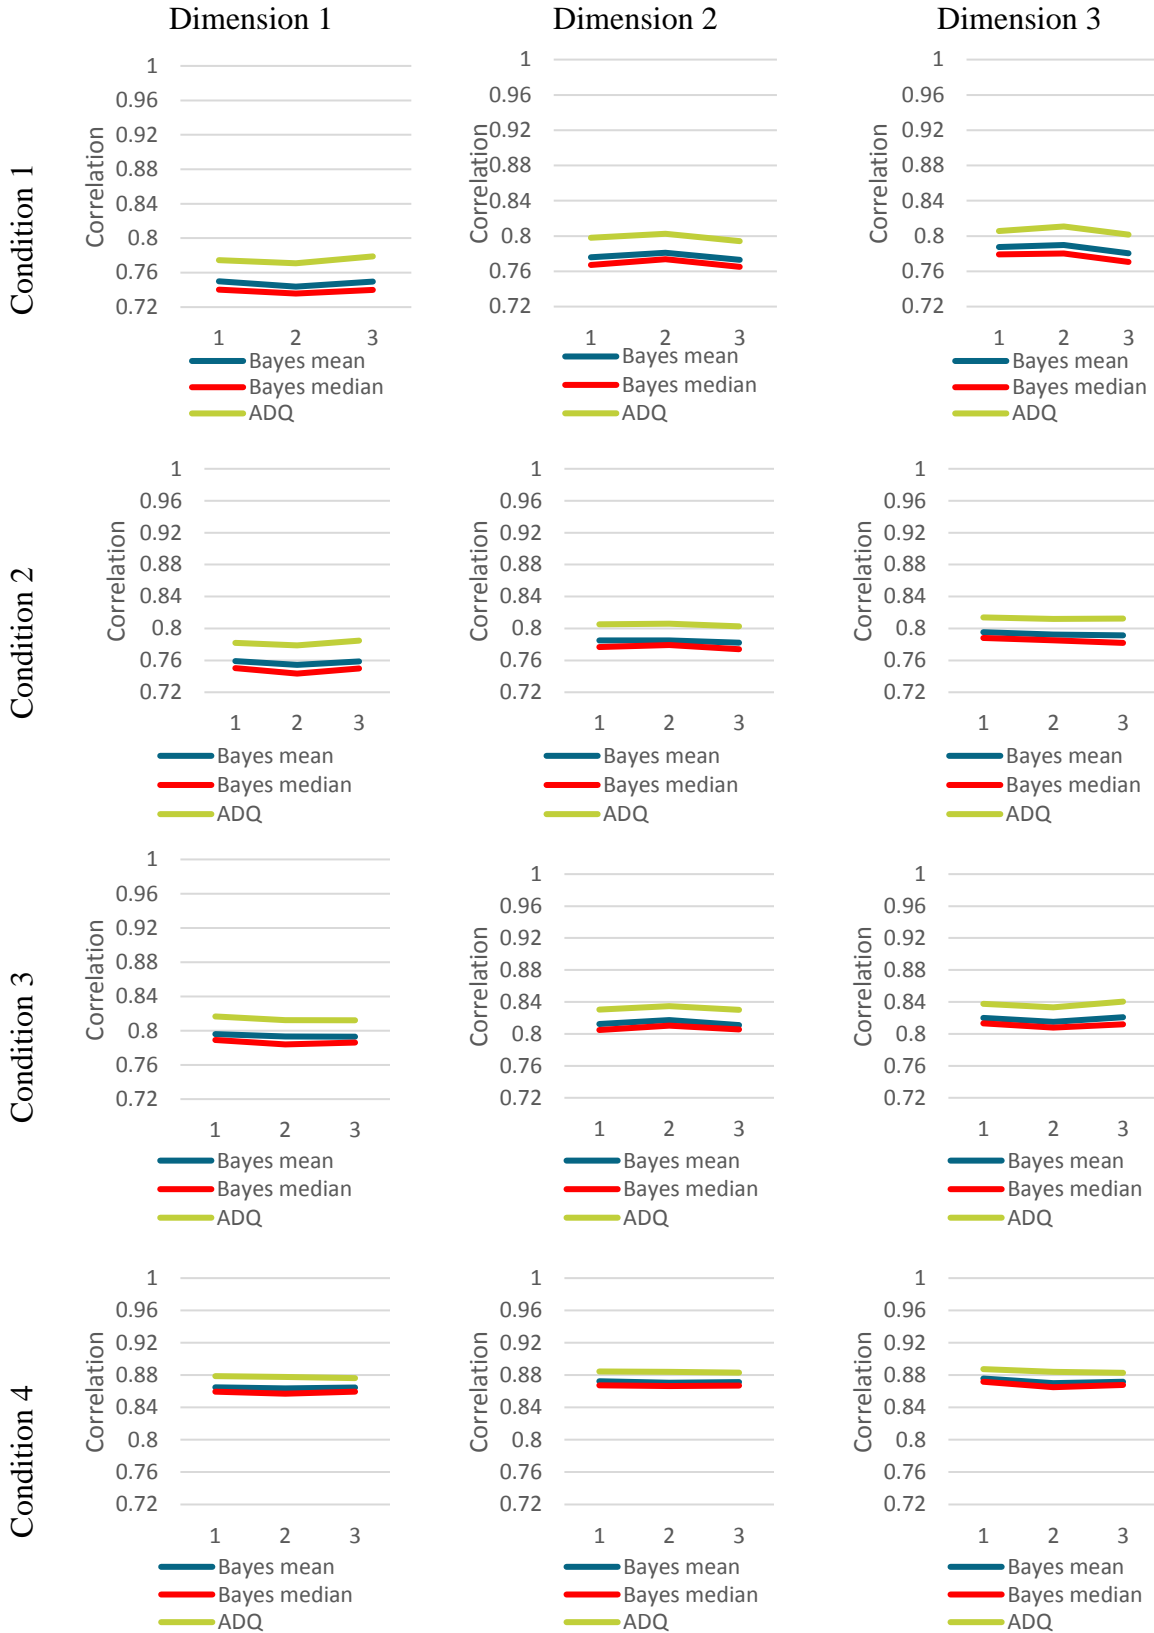 Dimension 1
Dimension 2
Dimension 3
Condition 1
Correlation
1
0.96
0.92
0.88
0.84
0.8
0.76
0.72
1 2 3
Bayes mean
Bayes median
ADQ
Correlation
1
0.96
0.92
0.88
0.84
0.8
0.76
0.72
1 2 3
Bayes mean
Bayes median
ADQ
Correlation
1
0.96
0.92
0.88
0.84
0.8
0.76
0.72
1 2 3
Bayes mean
Bayes median
ADQ
Condition 2
Correlation
1
0.96
0.92
0.88
0.84
0.8
0.76
0.72
1 2 3
Bayes mean
Bayes median
ADQ
Correlation
1
0.96
0.92
0.88
0.84
0.8
0.76
0.72
1 2 3
Bayes mean
Bayes median
ADQ
Correlation
1
0.96
0.92
0.88
0.84
0.8
0.76
0.72
1 2 3
Bayes mean
Bayes median
ADQ
Condition 3
Correlation
1
0.96
0.92
0.88
0.84
0.8
0.76
0.72
1 2 3
Bayes mean
Bayes median
ADQ
Correlation
1
0.96
0.92
0.88
0.84
0.8
0.76
0.72
1 2 3
Bayes mean
Bayes median
ADQ
Correlation
1
0.96
0.92
0.88
0.84
0.8
0.76
0.72
1 2 3
Bayes mean
Bayes median
ADQ
Condition 4
Correlation
1
0.96
0.92
0.88
0.84
0.8
0.76
0.72
1 2 3
Bayes mean
Bayes median
ADQ
Correlation
1
0.96
0.92
0.88
0.84
0.8
0.76
0.72
1 2 3
Bayes mean
Bayes median
ADQ
Correlation
1
0.96
0.92
0.88
0.84
0.8
0.76
0.72
1 2 3
Bayes mean
Bayes median
ADQ